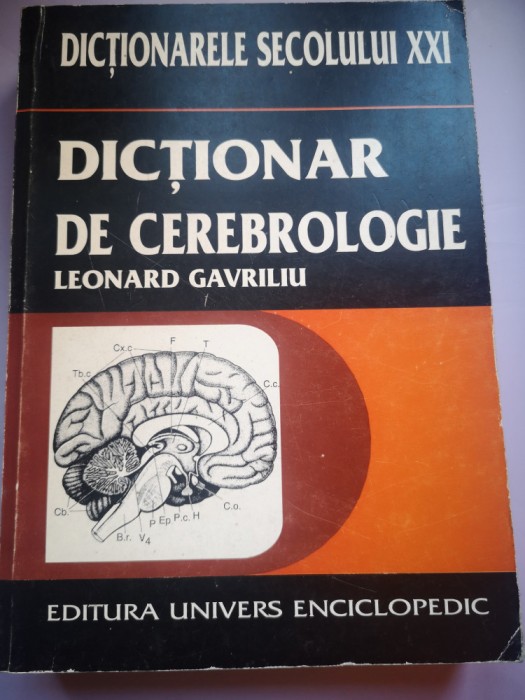 DICȚIONARELE SECOLULUI XXI
DICȚIONAR
DE CEREBROLOGIE
LEONARD GAVRILIU
F
T
Cx.c
Tb.c
C.c.
Cb.
C.o.
P Ep P.c. H
B.r. V4
EDITURA UNIVERS ENCICLOPEDIC